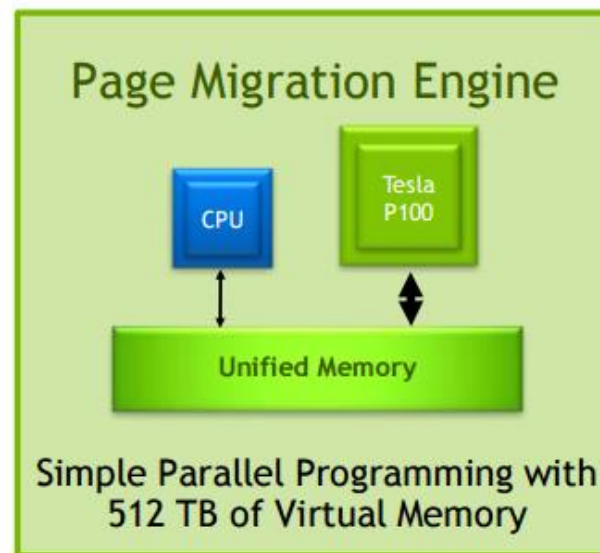 Page Migration Engine
Tesla
P100
CPU
Unified Memory
Simple Parallel Programming with
512 TB of Virtual Memory